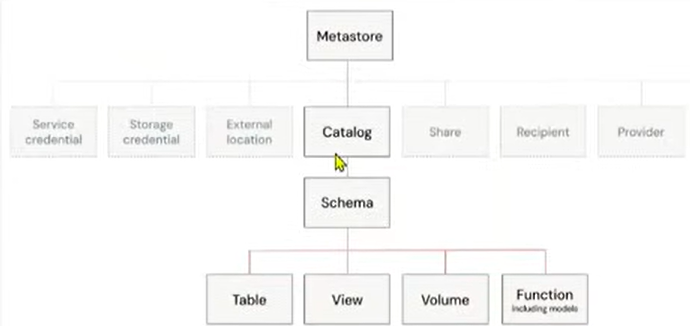 Metastore
Service
credential
Storage
credential
External
location
Catalog
Share
Recipient
Provider
Schema
Table
View
Volume
Function
including models